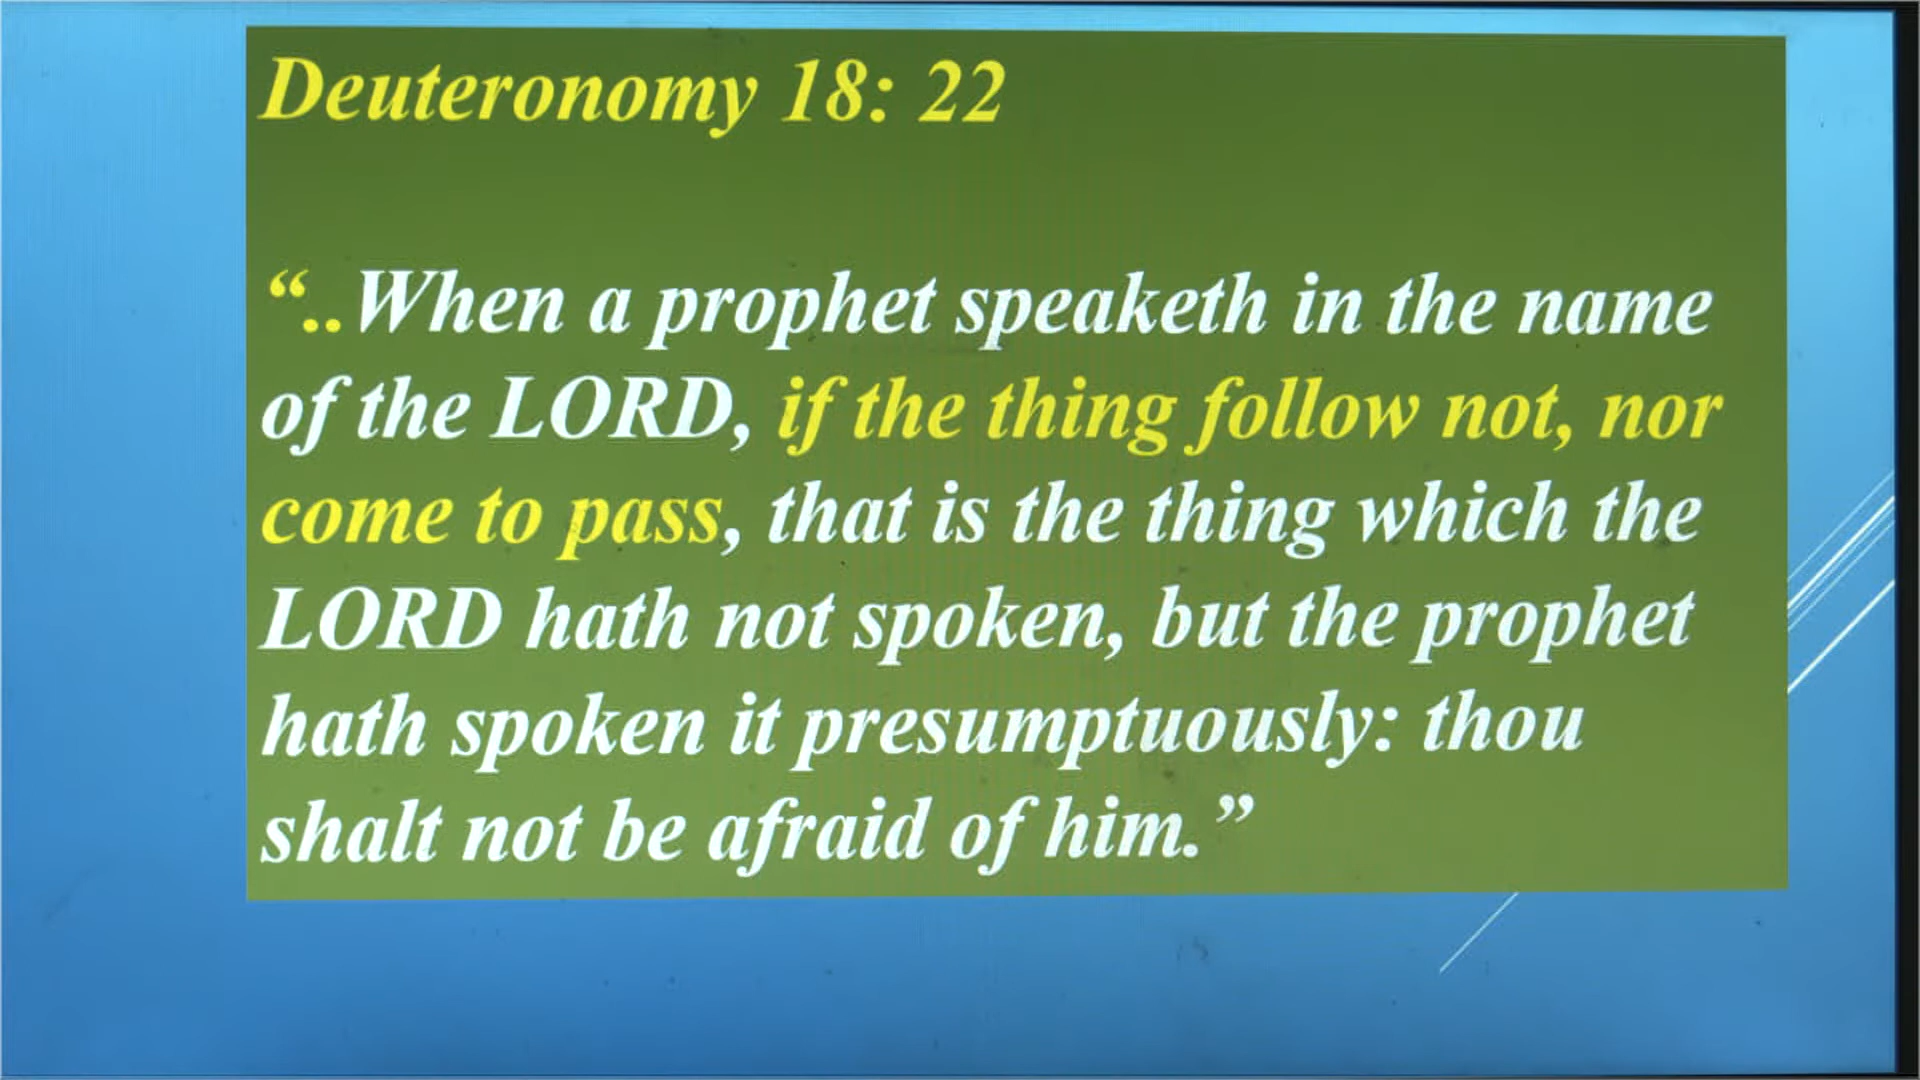 Deuteronomy 18: 22
“..When a prophet speaketh in the name
of the LORD, if the thing follow not, nor
come to pass, that is the thing which the
LORD hath not spoken, but the prophet
hath spoken it presumptuously: thou
shalt not be afraid of him.”